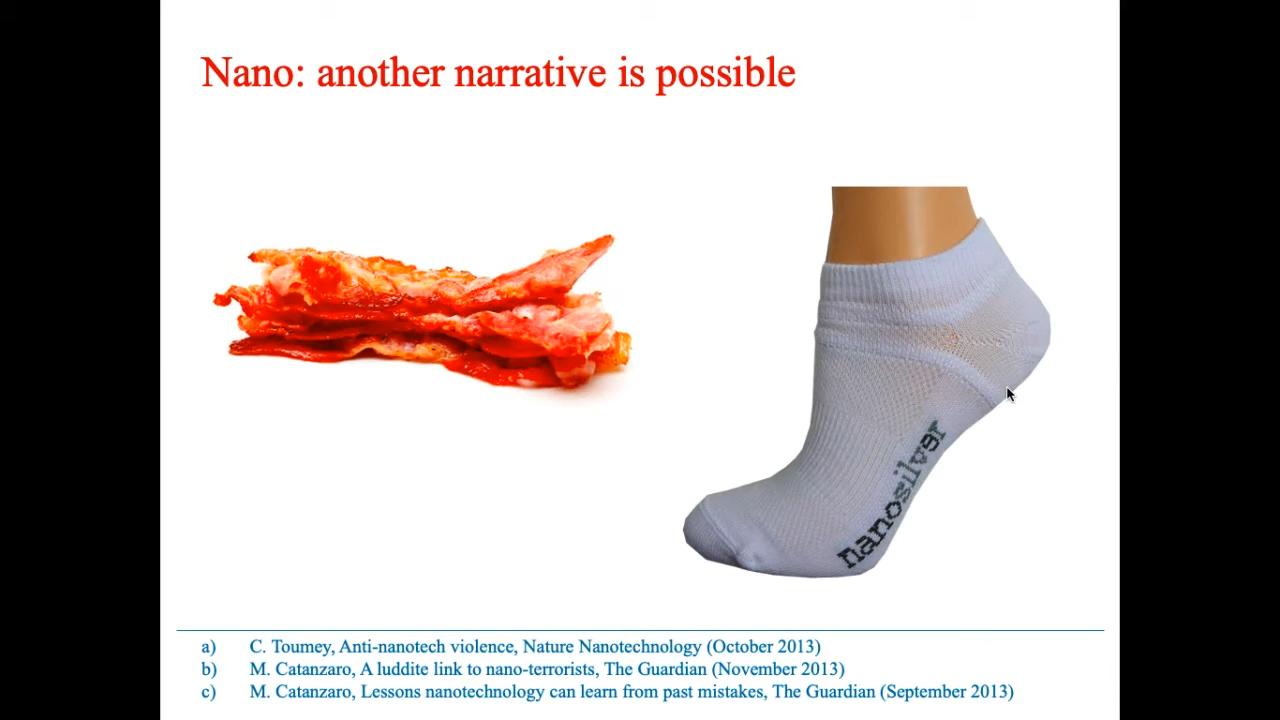 Nano: another narrative is possible
nanosilver
a) C. Toumey, Anti-nanotech violence, Nature Nanotechnology (October 2013)
b) M. Catanzaro, A luddite link to nano-terrorists, The Guardian (November 2013)
c) M. Catanzaro, Lessons nanotechnology can learn from past mistakes, The Guardian (September 2013)